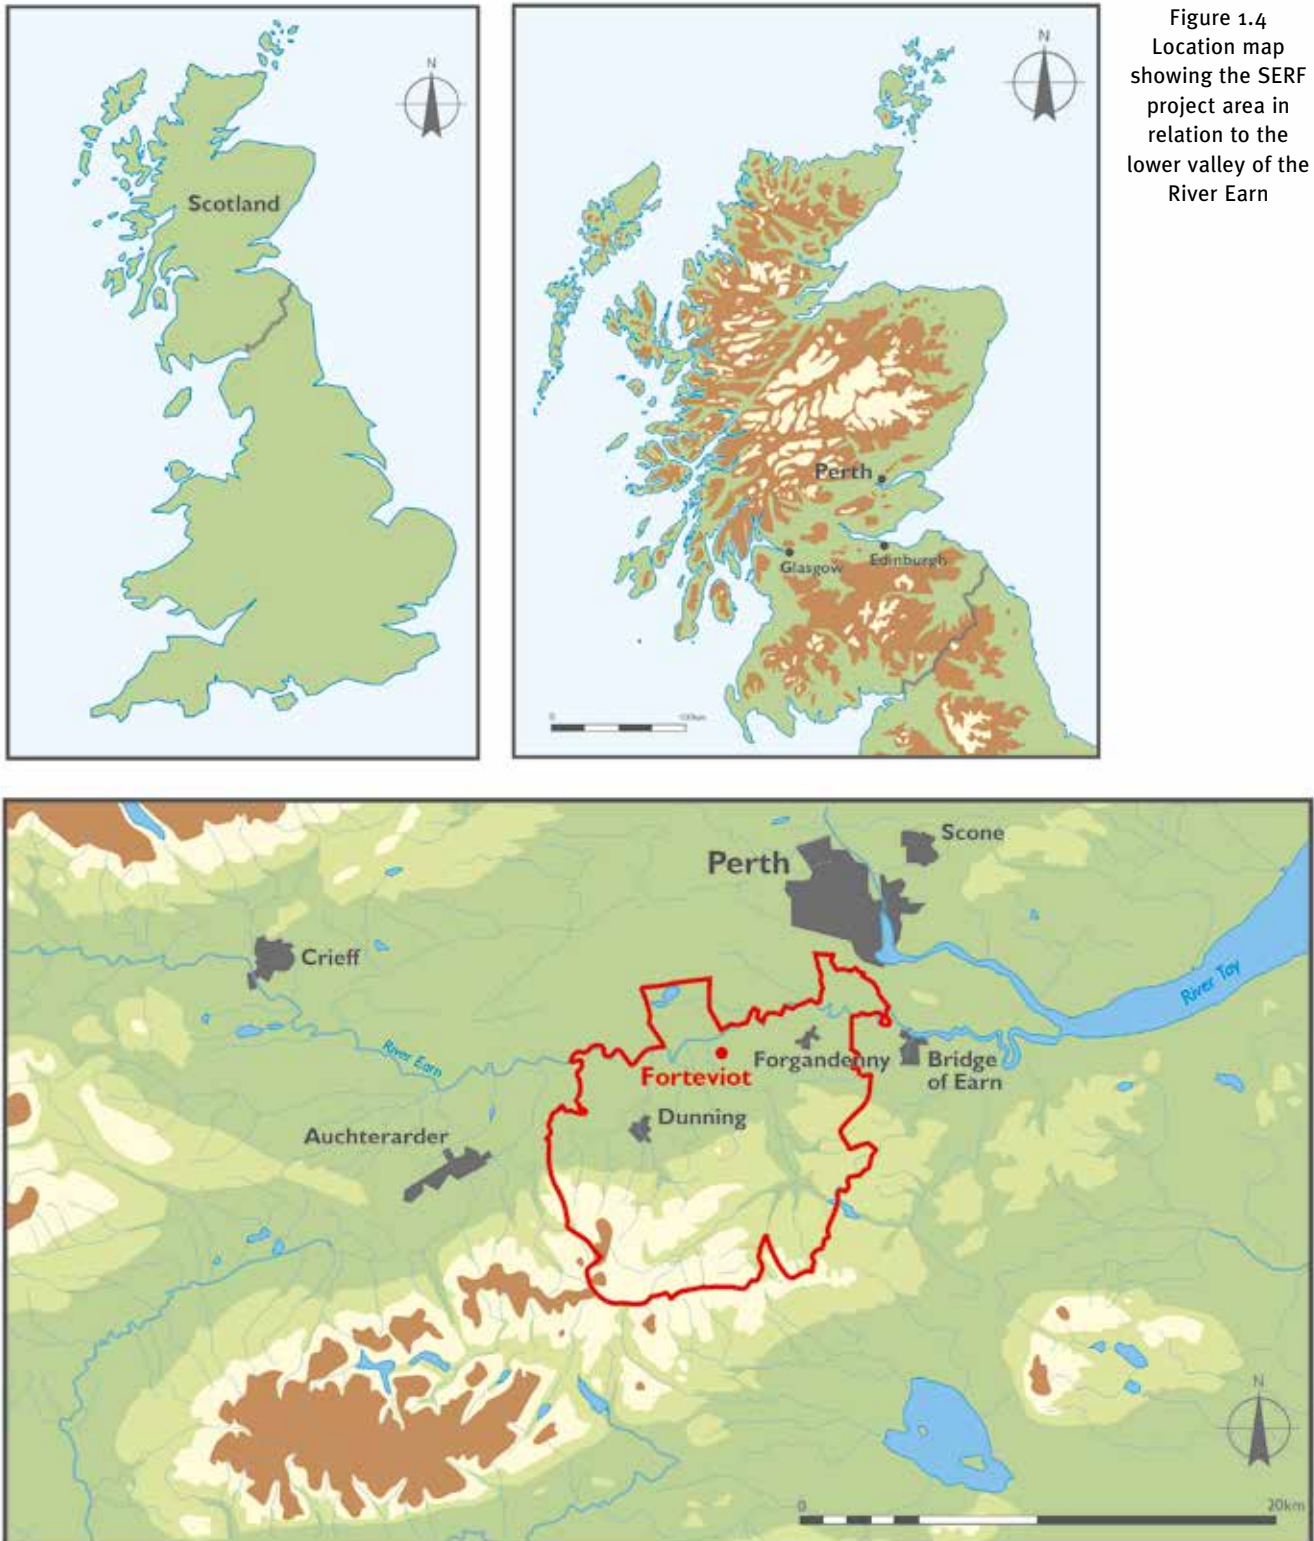 Figure 1.4
Location map
showing the SERF
project area in
relation to the
lower valley of the
River Earn
N
Scotland
N
Perth
Glasgow
Edinburgh
0 100km
Scone
Perth
Crieff
River Tay
River Earn
Forgandenny
Bridge
of Earn
Forteviot
Dunning
Auchterarder
N
0 20km